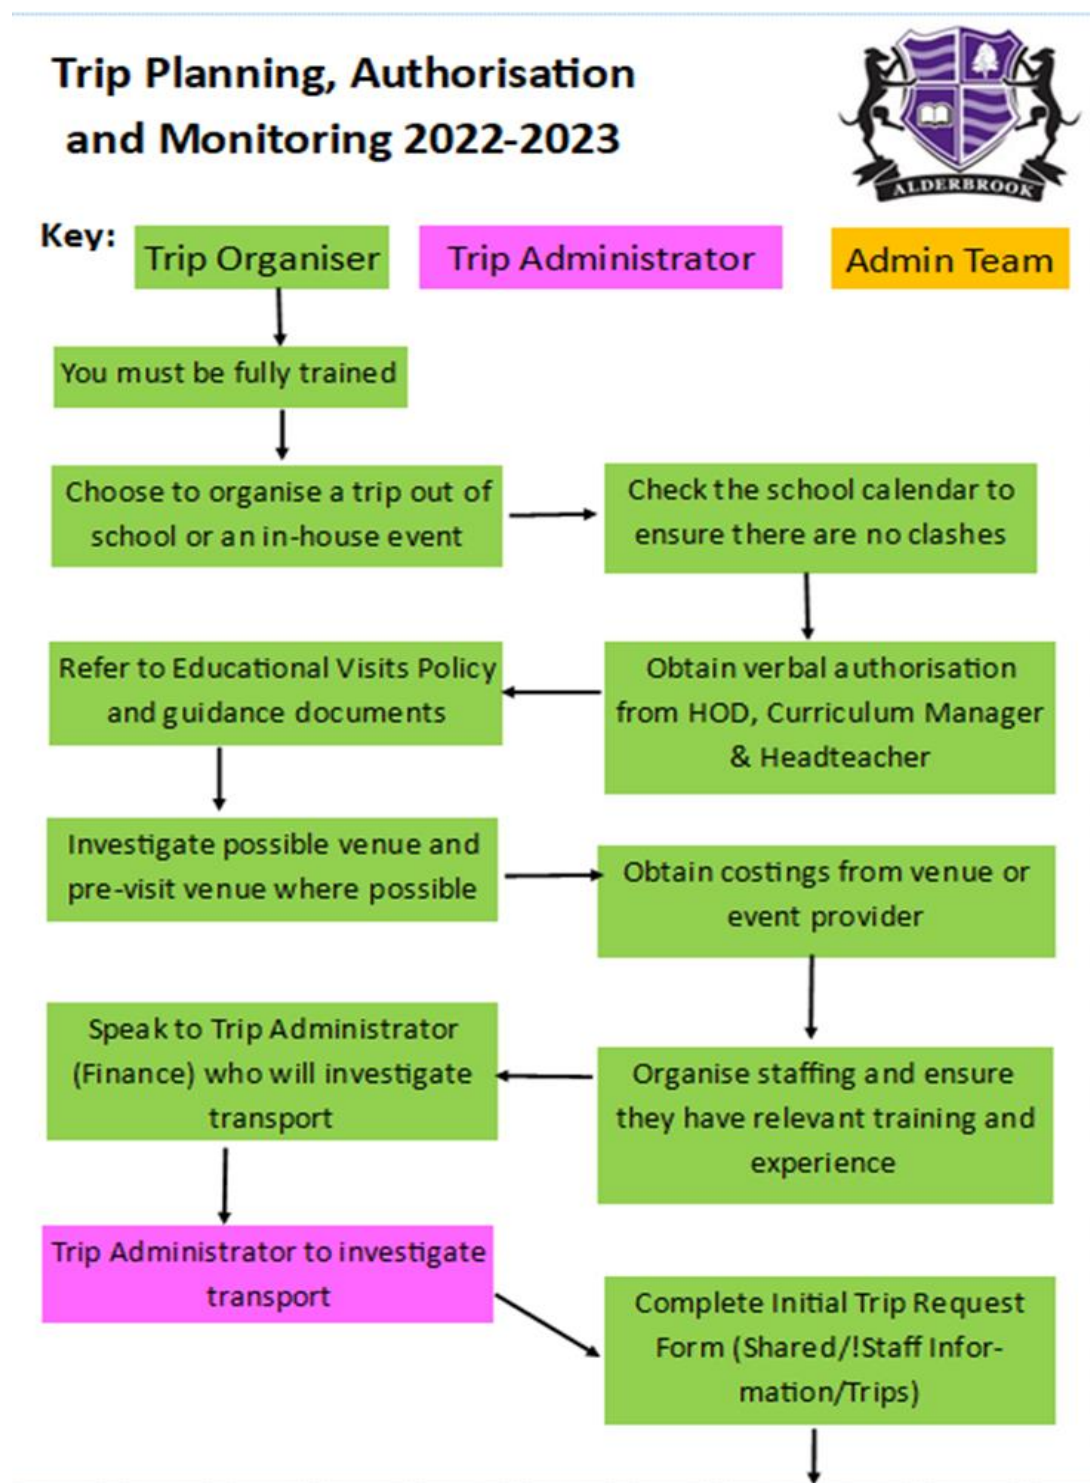 Trip Planning, Authorisation
and Monitoring 2022-2023
ALDERBROOK
Key:
Trip Organiser
Trip Administrator
Admin Team
You must be fully trained
Choose to organise a trip out of
school or an in-house event
Check the school calendar to
ensure there are no clashes
Obtain verbal authorisation
from HOD, Curriculum Manager
& Headteacher
Refer to Educational Visits Policy
and guidance documents
Investigate possible venue and
pre-visit venue where possible
Obtain costings from venue or
event provider
Organise staffing and ensure
they have relevant training and
experience
Speak to Trip Administrator
(Finance) who will investigate
transport
Trip Administrator to investigate
transport
Complete Initial Trip Request
Form (Shared/!Staff Infor-
mation/Trips)